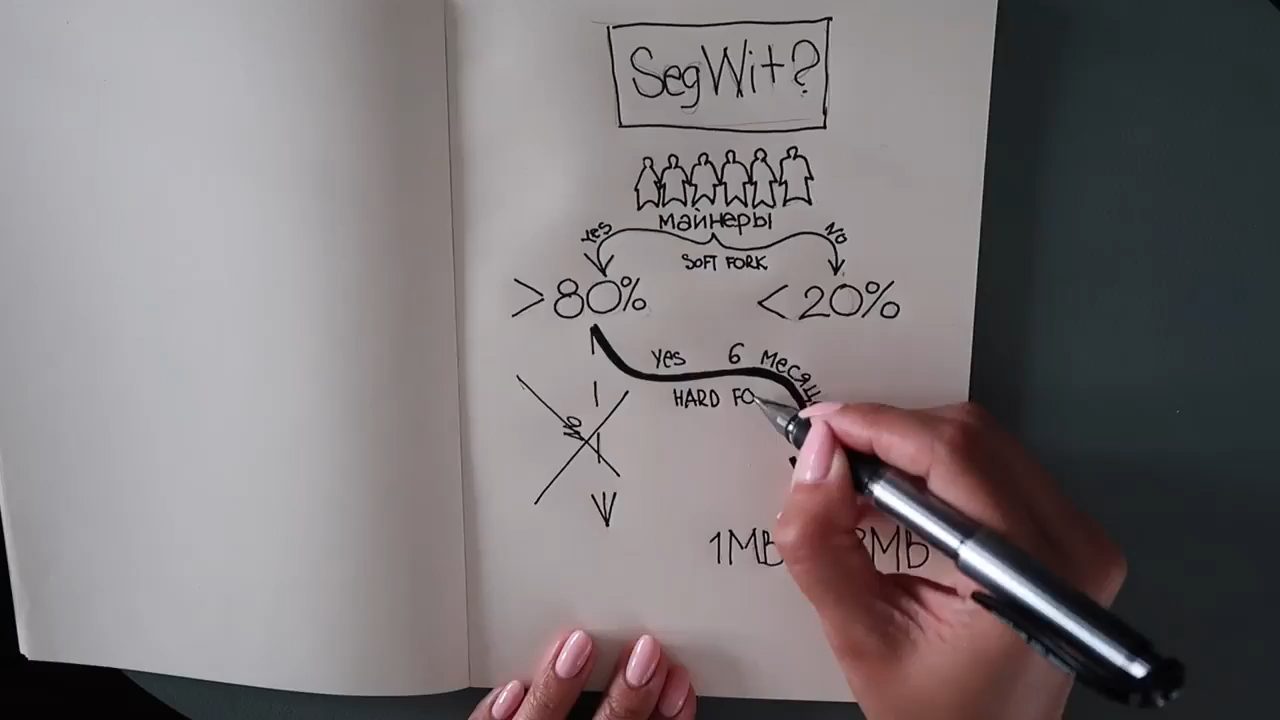 SegWit?
майнеры
Yes
No
SOFT FORK
>80%
<20%
Yes 6
HARD FO
No
1MB